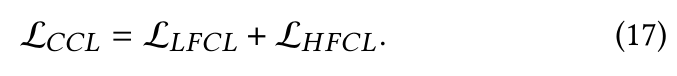 ℒ_{CCL} = ℒ_{LFCL} + ℒ_{HFCL}. (17)